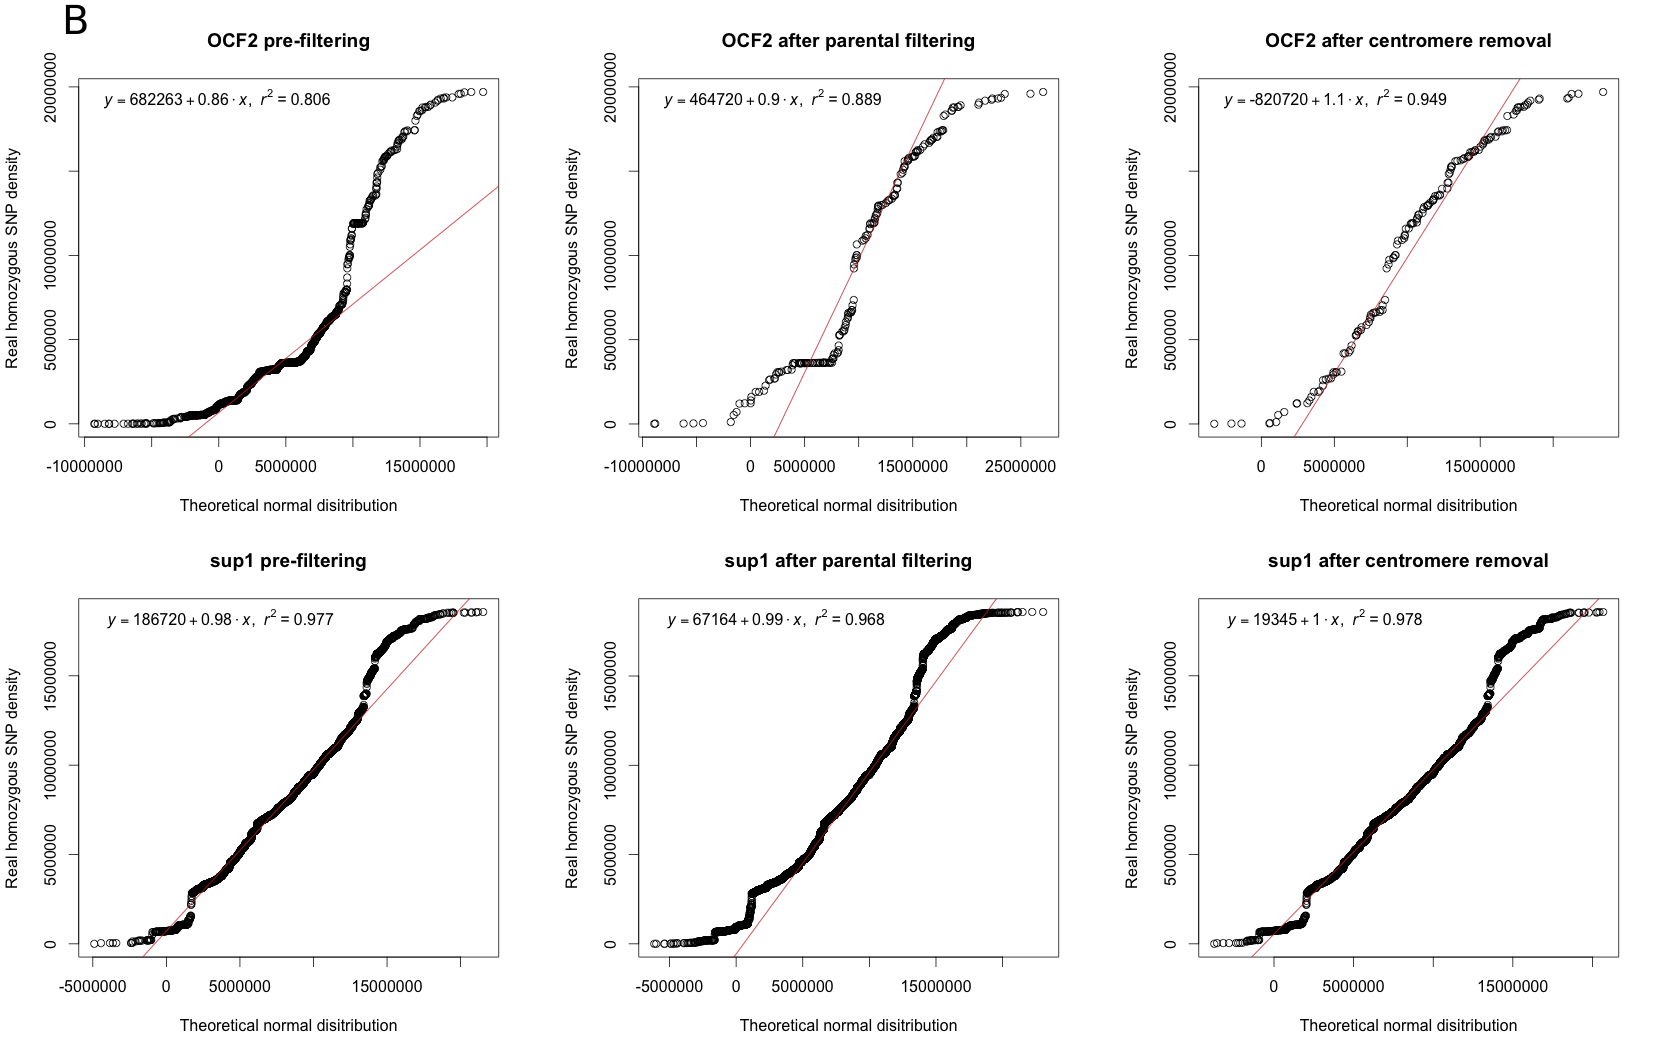 B
OCF2 pre-filtering
y = 682263 + 0.86 · x, r² = 0.806
Real homozygous SNP density
0 5000000 10000000 20000000
-10000000 0 5000000 15000000
Theoretical normal disitribution
OCF2 after parental filtering
y = 464720 + 0.9 · x, r² = 0.889
Real homozygous SNP density
0 5000000 10000000 20000000
-10000000 0 5000000 15000000 25000000
Theoretical normal disitribution
OCF2 after centromere removal
y = -820720 + 1.1 · x, r² = 0.949
Real homozygous SNP density
0 5000000 10000000 20000000
0 5000000 15000000
Theoretical normal disitribution
sup1 pre-filtering
y = 186720 + 0.98 · x, r² = 0.977
Real homozygous SNP density
0 5000000 10000000 15000000
-5000000 0 5000000 15000000
Theoretical normal disitribution
sup1 after parental filtering
y = 67164 + 0.99 · x, r² = 0.968
Real homozygous SNP density
0 5000000 10000000 15000000
-5000000 0 5000000 15000000
Theoretical normal disitribution
sup1 after centromere removal
y = 19345 + 1 · x, r² = 0.978
Real homozygous SNP density
0 5000000 10000000 15000000
0 5000000 15000000
Theoretical normal disitribution